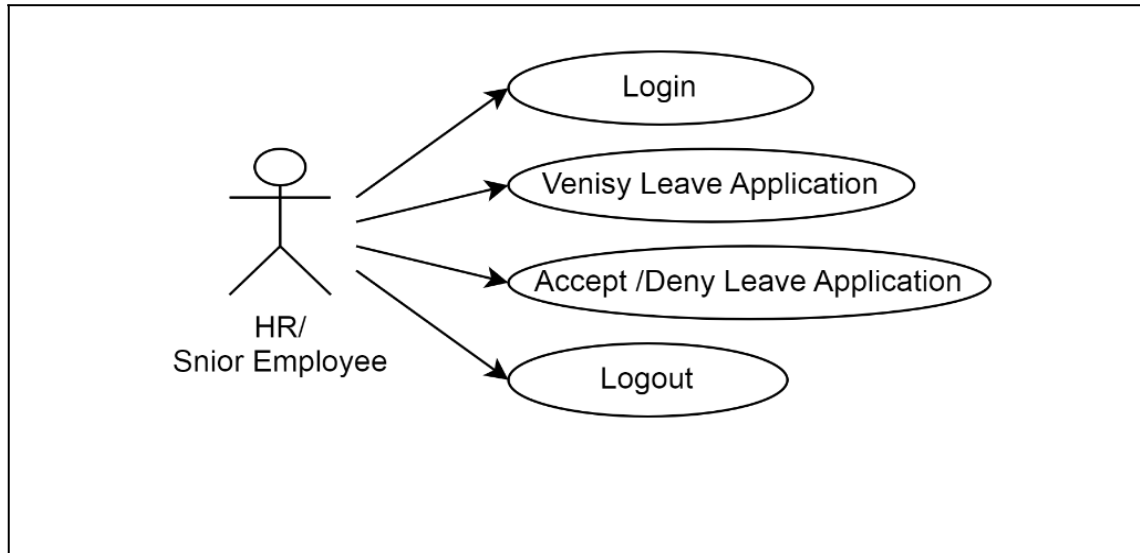 Login
Venisy Leave Application
Accept /Deny Leave Application
HR/
Snior Employee
Logout